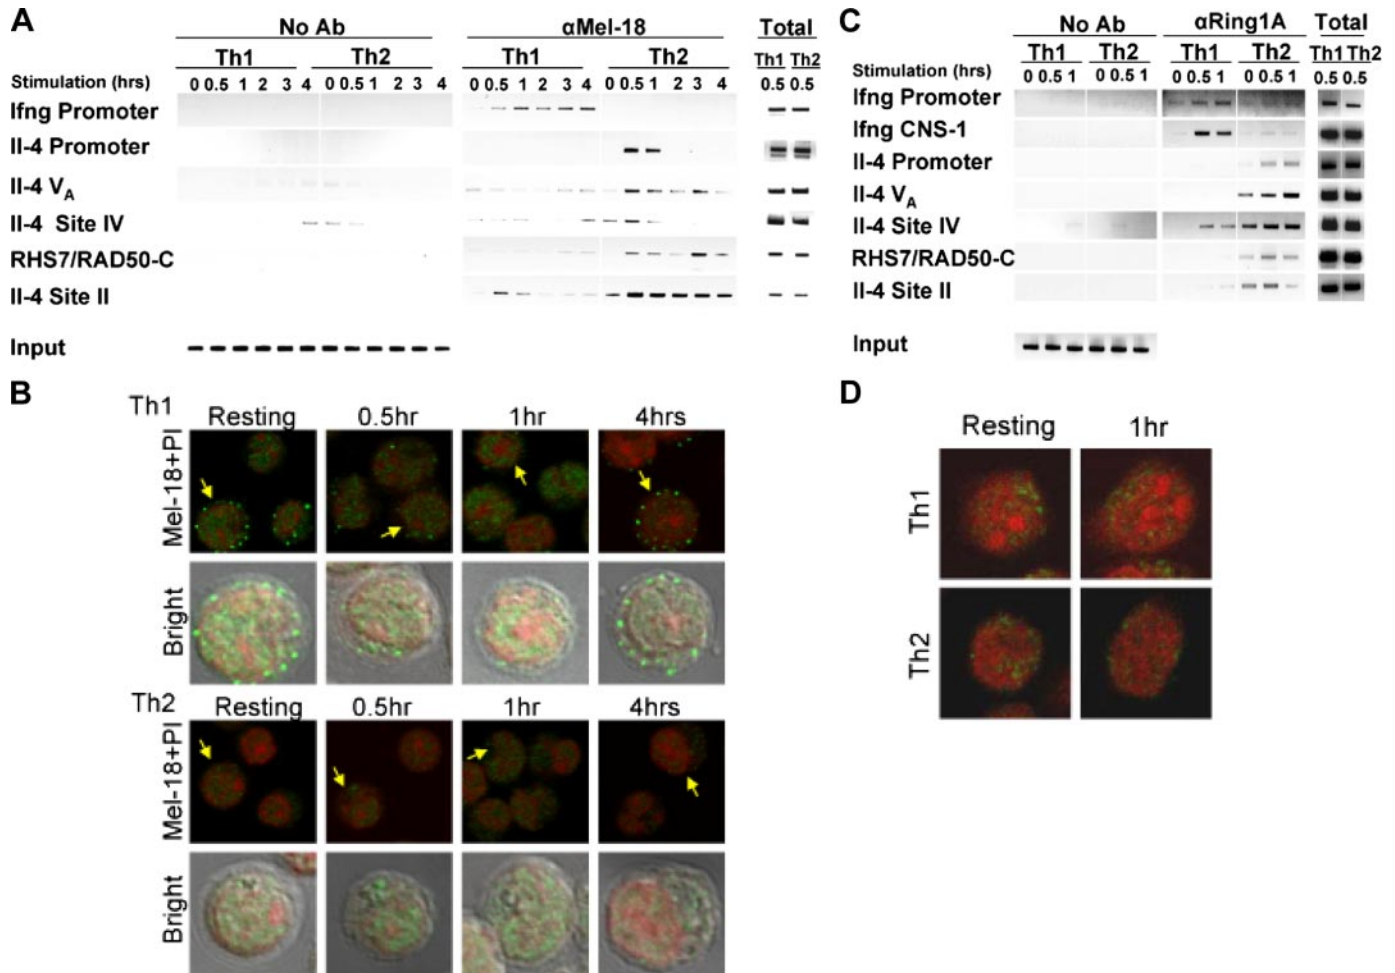 A
No Ab
αMel-18
Total
Th1 Th2 Th1 Th2 Th1 Th2
Stimulation (hrs) 0 0.5 1 2 3 4 0 0.5 1 2 3 4 0 0.5 1 2 3 4 0 0.5 1 2 3 4 0.5 0.5
Ifng Promoter
Il-4 Promoter
Il-4 VA
Il-4 Site IV
RHS7/RAD50-C
Il-4 Site II
Input
C
No Ab
αRing1A
Total
Th1 Th2 Th1 Th2 Th1 Th2
Stimulation (hrs) 0 0.5 1 0 0.5 1 0 0.5 1 0 0.5 1 0.5 0.5
Ifng Promoter
Ifng CNS-1
Il-4 Promoter
Il-4 VA
Il-4 Site IV
RHS7/RAD50-C
Il-4 Site II
Input
B
Th1
Resting 0.5hr 1hr 4hrs
Mel-18+PI
Bright
Th2
Resting 0.5hr 1hr 4hrs
Mel-18+PI
Bright
D
Resting 1hr
Th1
Th2